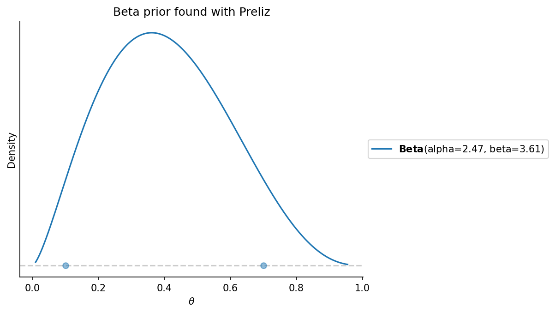 Beta prior found with Preliz
Density
Beta(alpha=2.47, beta=3.61)
0.0 0.2 0.4 0.6 0.8 1.0
θ